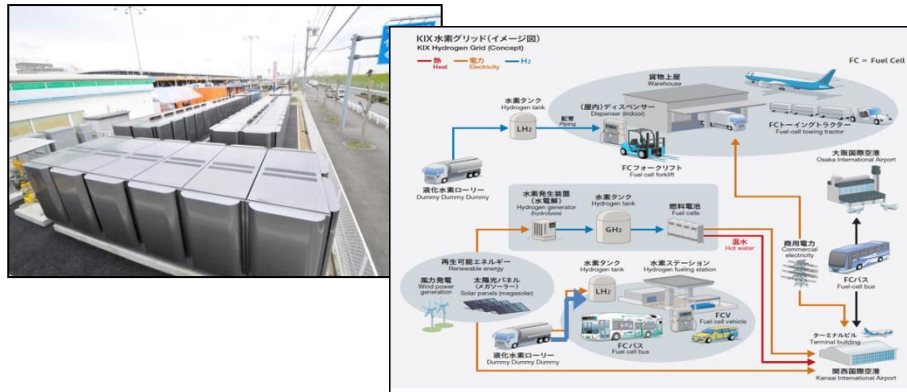 KIX 水素グリッド(イメージ図)
KIX Hydrogen Grid (Concept)
熱
Heat
電力
Electricity
H₂
FC = Fuel Cell
貨物上屋
Warehouse
水素タンク
Hydrogen tank
LH₂
配管
Piping
(屋内)ディスペンサー
Dispenser (indoor)
FCトーイングトラクター
Fuel-cell towing tractor
FCフォークリフト
Fuel cell forklift
液化水素ローリー
Dummy Dummy Dummy
大阪国際空港
Osaka International Airport
水素発生装置
(水電解)
Hydrogen generator
(hydrolysis)
水素タンク
Hydrogen tank
GH₂
燃料電池
Fuel cells
温水
Hot water
商用電力
Commercial
electricity
FCバス
Fuel-cell bus
再生可能エネルギー
Renewable energy
風力発電
Wind power
generation
太陽光パネル
(メガソーラー)
Solar panels (megasolar)
水素タンク
Hydrogen tank
LH₂
水素ステーション
Hydrogen fueling station
FCV
Fuel cell vehicle
FCバス
Fuel cell bus
液化水素ローリー
Dummy Dummy Dummy
ターミナルビル
Terminal building
関西国際空港
Kansai International Airport